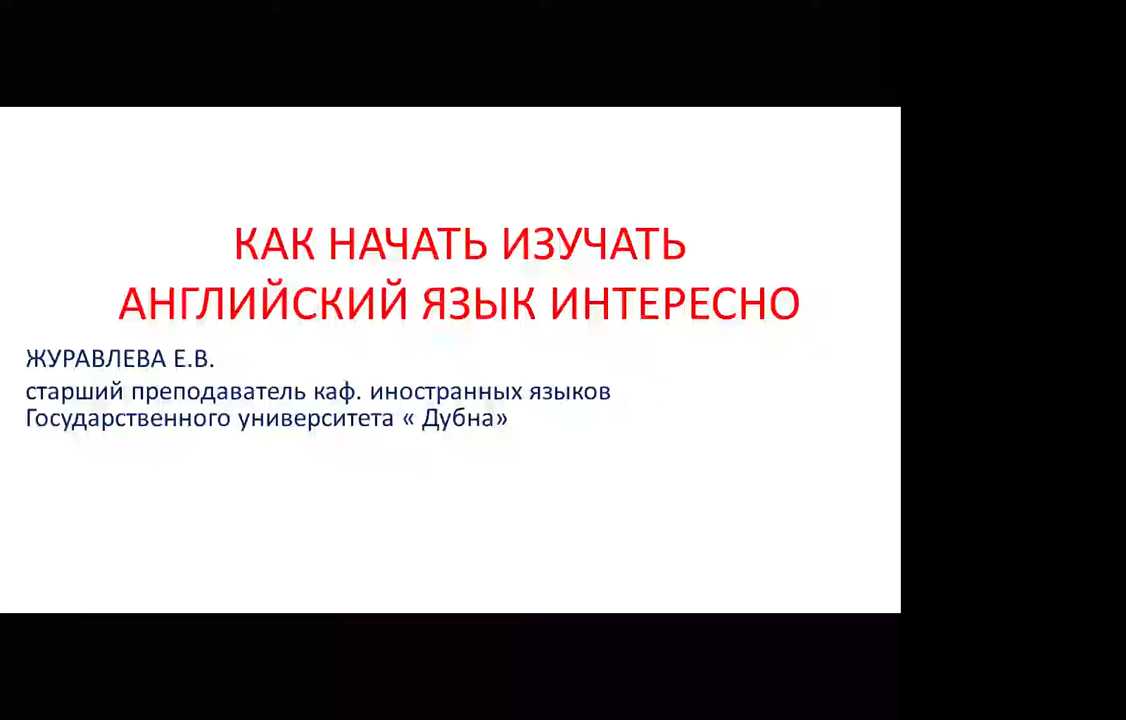 КАК НАЧАТЬ ИЗУЧАТЬ
АНГЛИЙСКИЙ ЯЗЫК ИНТЕРЕСНО
ЖУРАВЛЕВА Е.В.
старший преподаватель каф. иностранных языков
Государственного университета « Дубна»